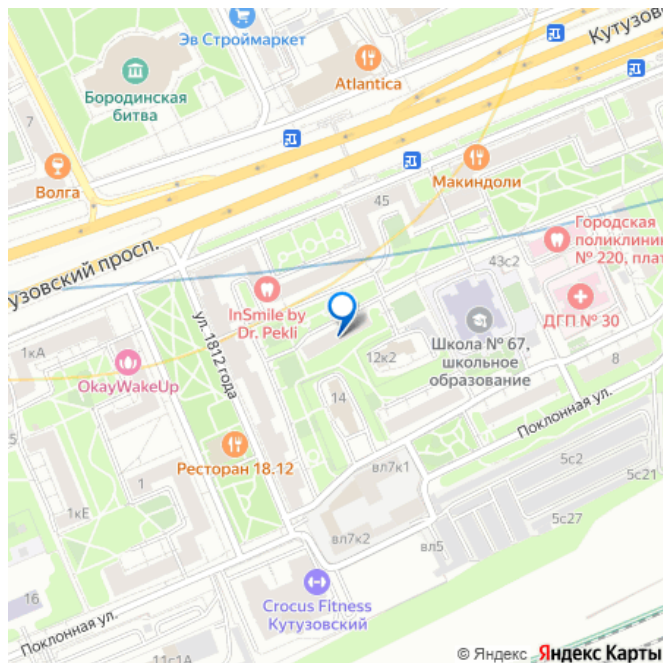 Эв Строймаркет
Кутузовс
Atlantica
Бородинская
битва
7
Волга
Макиндоли
45
Городская
поликлини
№ 220, плат
узовский просп.
43с2
InSmile by
Dr. Pekli
ДГП № 30
Школа № 67,
школьное
образование
ул. 1812 года
1кА
12к2
8
OkayWakeUp
14
Поклонная ул.
Ресторан 18.12
вл7к1
5с2
5с21
1
1кЕ
5с27
вл7к2
вл5
16
Crocus Fitness
Кутузовский
Поклонная ул.
11с1А
© Яндекс Яндекс Карты